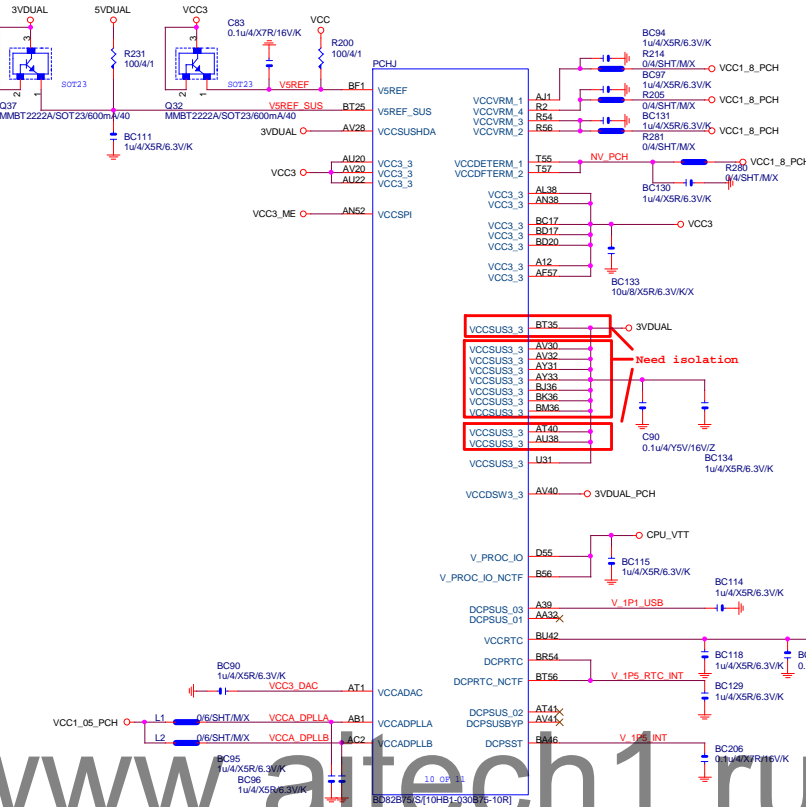 3VDUAL
5VDUAL
VCC3
C83
0.1u/4/X7R/16V/K
VCC
R231
100/4/1
R200
100/4/1
3
2
1
SOT23
Q37
MMBT2222A/SOT23/600mA/40
3
2
1
SOT23
Q32
MMBT2222A/SOT23/600mA/40
V5REF
V5REF_SUS
BC111
1u/4/X5R/6.3V/K
3VDUAL
VCC3
VCC3_ME
PCHJ
BF1
V5REF
BT25
V5REF_SUS
AV28
VCCSUSHDA
AU20
VCC3_3
AV20
VCC3_3
AU22
VCC3_3
AN52
VCCSPI
VCCVRM_1
AJ1
VCCVRM_4
R2
VCCVRM_3
R54
VCCVRM_2
R56
BC94
1u/4/X5R/6.3V/K
R214
0/4/SHT/M/X
VCC1_8_PCH
BC97
1u/4/X5R/6.3V/K
R205
0/4/SHT/M/X
VCC1_8_PCH
BC131
1u/4/X5R/6.3V/K
R281
0/4/SHT/M/X
VCC1_8_PCH
VCCDFTERM_1
T55
VCCDFTERM_2
T57
NV_PCH
VCC1_8_PCH
R280
0/4/SHT/M/X
BC130
1u/4/X5R/6.3V/K
VCC3_3
AL38
VCC3_3
AN38
VCC3_3
BC17
VCC3_3
BD17
VCC3_3
BD20
VCC3_3
A12
VCC3_3
AF57
VCC3
BC133
10u/8/X5R/6.3V/K/X
VCCSUS3_3
BT35
3VDUAL
VCCSUS3_3
AV30
VCCSUS3_3
AV32
VCCSUS3_3
AY31
VCCSUS3_3
AY33
VCCSUS3_3
BJ36
VCCSUS3_3
BK36
VCCSUS3_3
BM36
Need isolation
VCCSUS3_3
AT40
VCCSUS3_3
AU38
VCCSUS3_3
U31
C90
0.1u/4/Y5V/16V/Z
BC134
1u/4/X5R/6.3V/K
VCCDSW3_3
AV40
3VDUAL_PCH
V_PROC_IO
D55
V_PROC_IO_NCTF
B56
CPU_VTT
BC115
1u/4/X5R/6.3V/K
DCPSUS_03
A39
V_1P1_USB
BC114
1u/4/X5R/6.3V/K
DCPSUS_01
AA32
VCCRTC
BU42
BC118
1u/4/X5R/6.3V/K
DCPRTC
BR54
DCPRTC_NCTF
BT56
V_1P5_RTC_INT
BC129
1u/4/X5R/6.3V/K
DCPSUS_02
AT41
DCPSUSBYP
AV41
DCPSST
BA46
V_1P5_INT
BC206
0.1u/4/X7R/16V/K
BC90
1u/4/X5R/6.3V/K
VCC3_DAC
AT1
VCCADAC
VCC1_05_PCH
L1
0/6/SHT/M/X
VCCA_DPLLA
AB1
VCCADPLLA
L2
0/6/SHT/M/X
VCCA_DPLLB
AC2
VCCADPLLB
BC95
1u/4/X5R/6.3V/K
BC96
1u/4/X5R/6.3V/K
10 OF 11
BD82B75/S/[10HB1-030B75-10R]
www.aitech1.ru